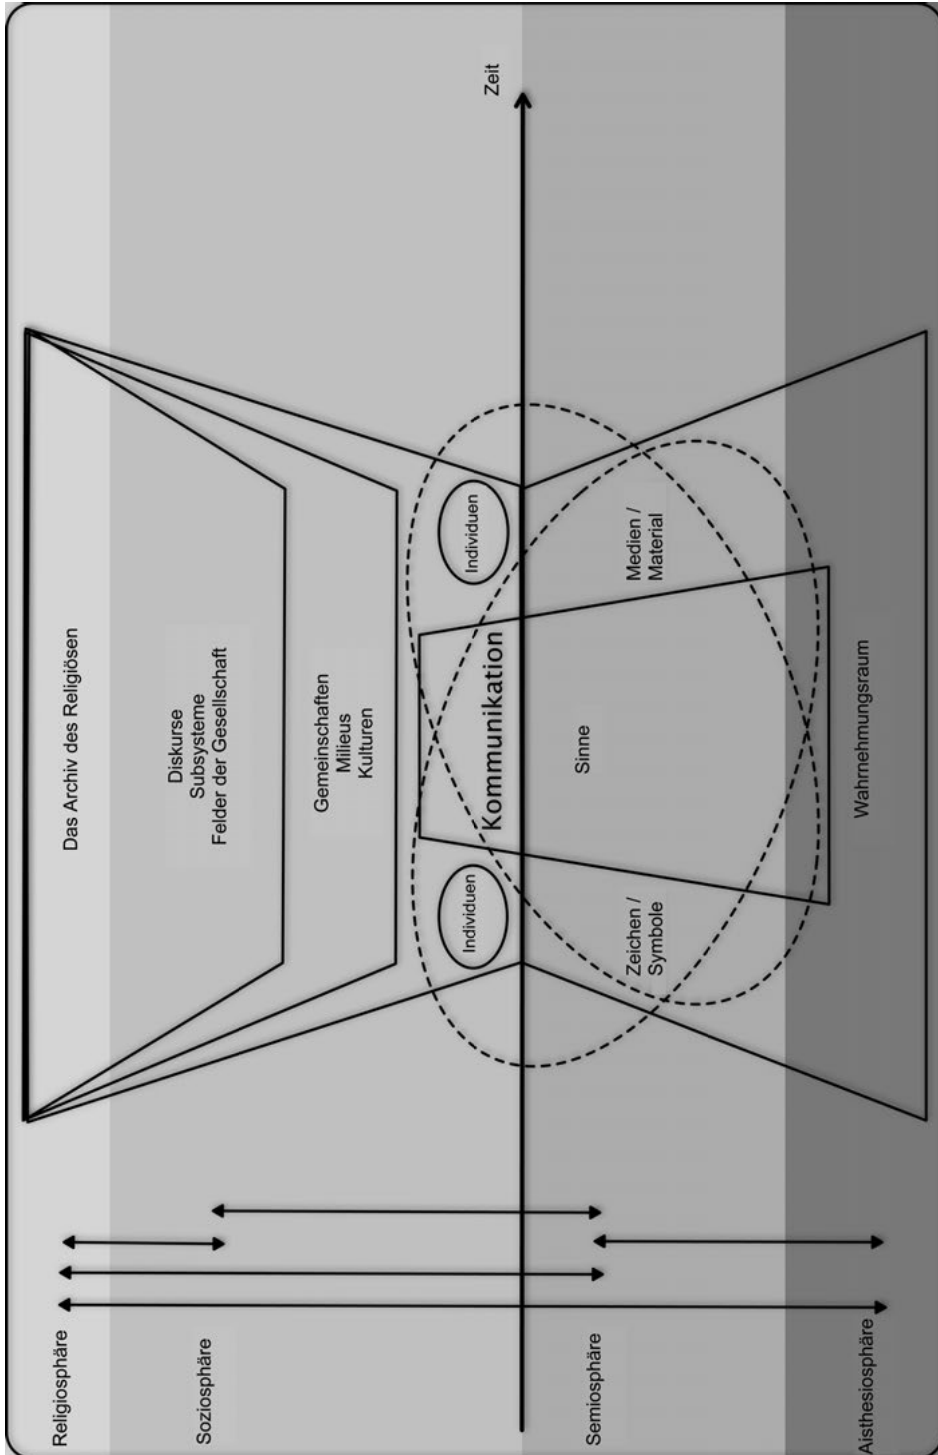 Religiosphäre
Das Archiv des Religiösen
Soziosphäre
Diskurse
Subsysteme
Felder der Gesellschaft
Gemeinschaften
Milieus
Kulturen
Individuen
Individuen
Kommunikation
Zeit
Semiosphäre
Sinne
Zeichen /
Symbole
Medien /
Material
Aisthesiosphäre
Wahrnehmungsraum